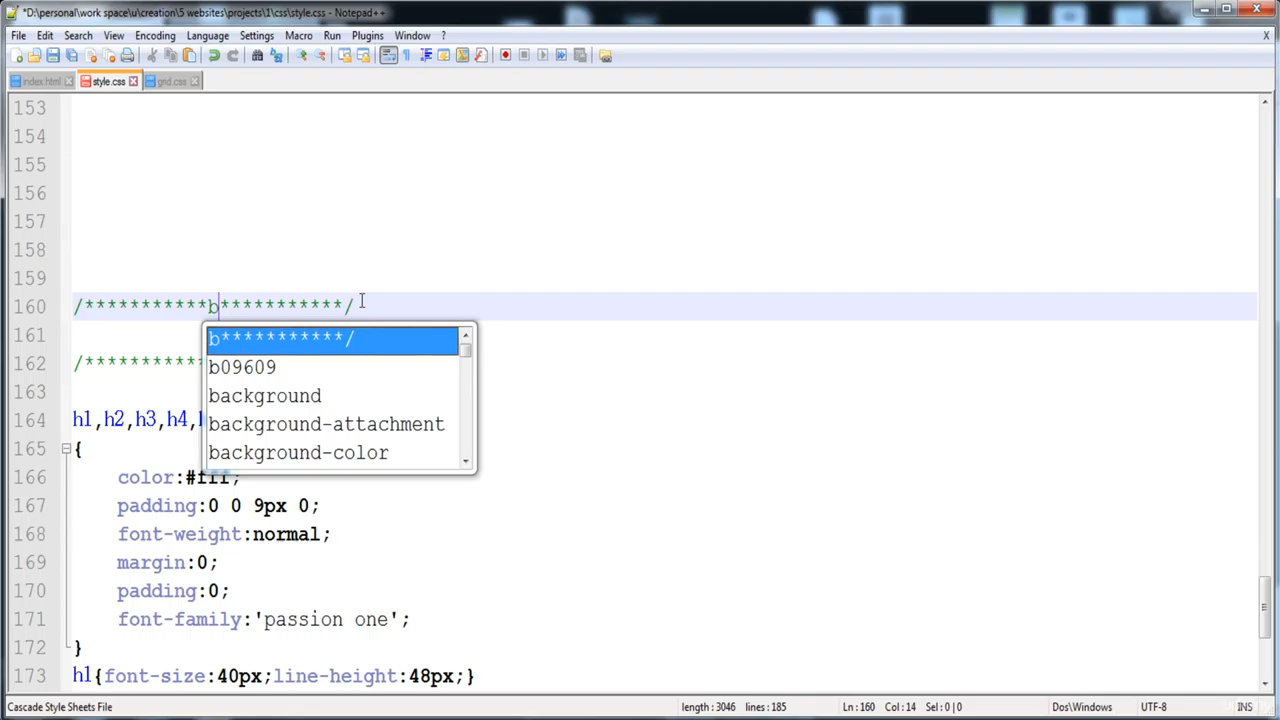 *D:\personal\work space\u\creation\5 websites\projects\1\css\style.css - Notepad++
File Edit Search View Encoding Language Settings Macro Run Plugins Window ? X
index.html style.css grid.css
153
154
155
156
157
158
159
160 /***********b***********/
161
b***********/
162 /***********
b09609
163
background
164 h1,h2,h3,h4,
background-attachment
165 {
background-color
166 color:#fff;
167 padding:0 0 9px 0;
168 font-weight:normal;
169 margin:0;
170 padding:0;
171 font-family:'passion one';
172 }
173 h1{font-size:40px;line-height:48px;}
Cascade Style Sheets File length : 3046 lines : 185 Ln : 160 Col : 14 Sel : 0 | 0 Dos\Windows UTF-8 INS